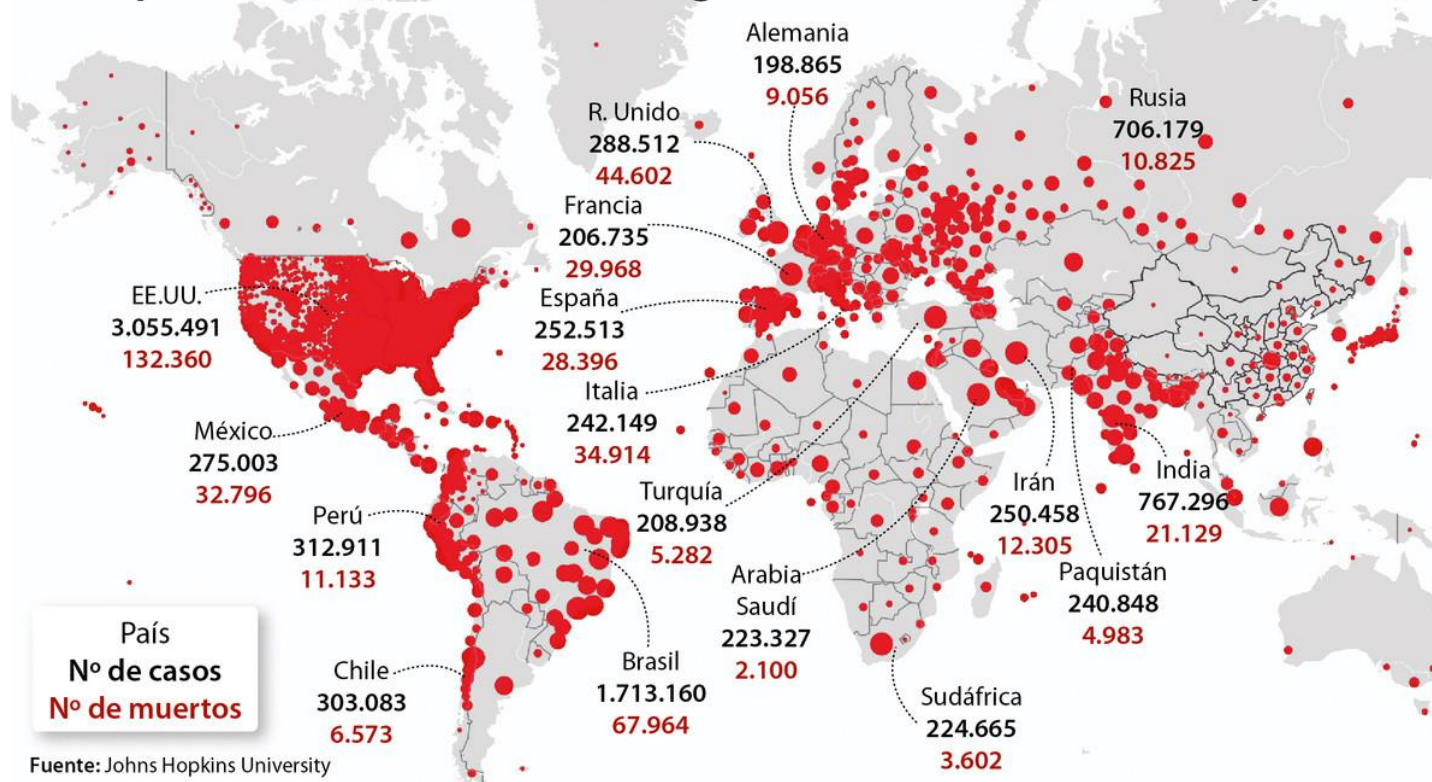 Alemania
198.865
9.056
R. Unido
288.512
44.602
Rusia
706.179
10.825
Francia
206.735
29.968
EE.UU.
3.055.491
132.360
España
252.513
28.396
Italia
242.149
34.914
México
275.003
32.796
Turquía
208.938
5.282
Irán
250.458
12.305
India
767.296
21.129
Perú
312.911
11.133
Arabia
Saudí
223.327
2.100
Paquistán
240.848
4.983
Chile
303.083
6.573
Brasil
1.713.160
67.964
Sudáfrica
224.665
3.602
País
Nº de casos
Nº de muertos
Fuente: Johns Hopkins University